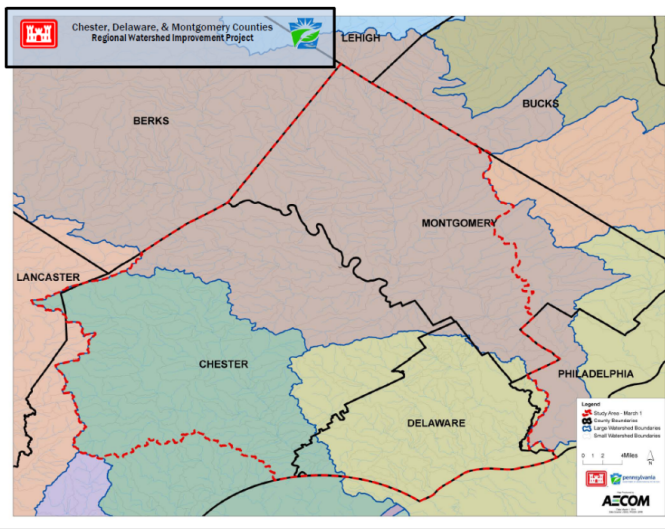 Chester, Delaware, & Montgomery Counties
Regional Watershed Improvement Project
LEHIGH
BUCKS
BERKS
MONTGOMERY
LANCASTER
CHESTER
PHILADELPHIA
DELAWARE
Legend
Study Area - March 1
County Boundaries
Large Watershed Boundaries
Small Watershed Boundaries
0 1 2 4 Miles
N
pennsylvania
AECOM